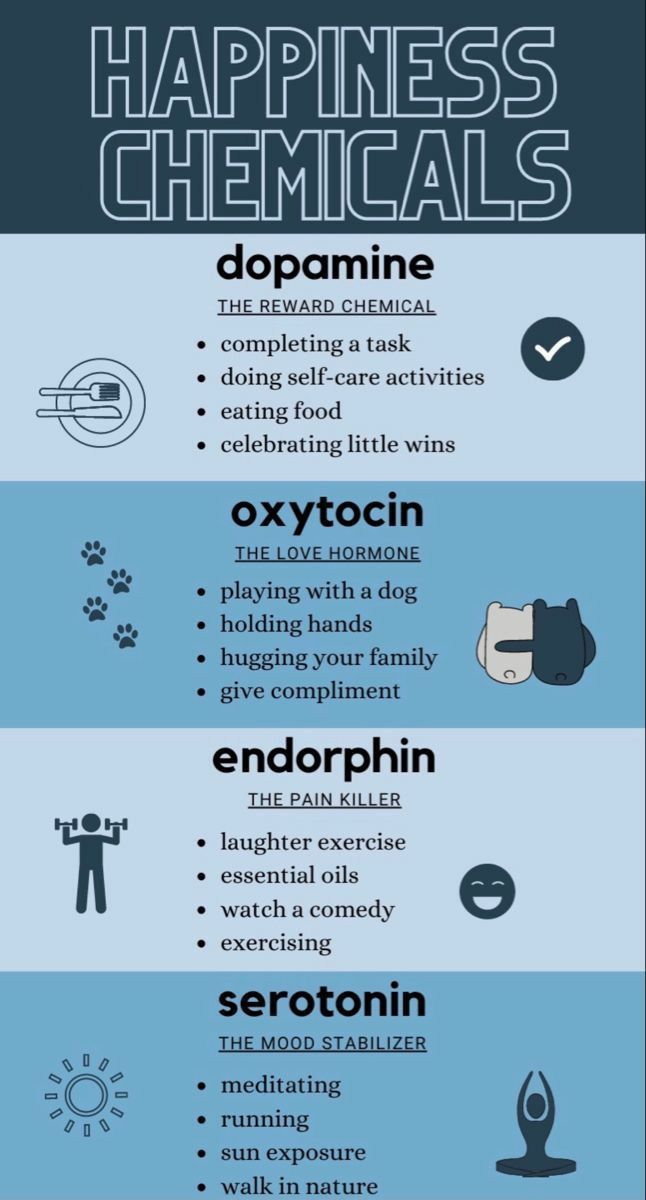 HAPPINESS
CHEMICALS
dopamine
THE REWARD CHEMICAL
• completing a task
• doing self-care activities
• eating food
• celebrating little wins
oxytocin
THE LOVE HORMONE
• playing with a dog
• holding hands
• hugging your family
• give compliment
endorphin
THE PAIN KILLER
• laughter exercise
• essential oils
• watch a comedy
• exercising
serotonin
THE MOOD STABILIZER
• meditating
• running
• sun exposure
• walk in nature